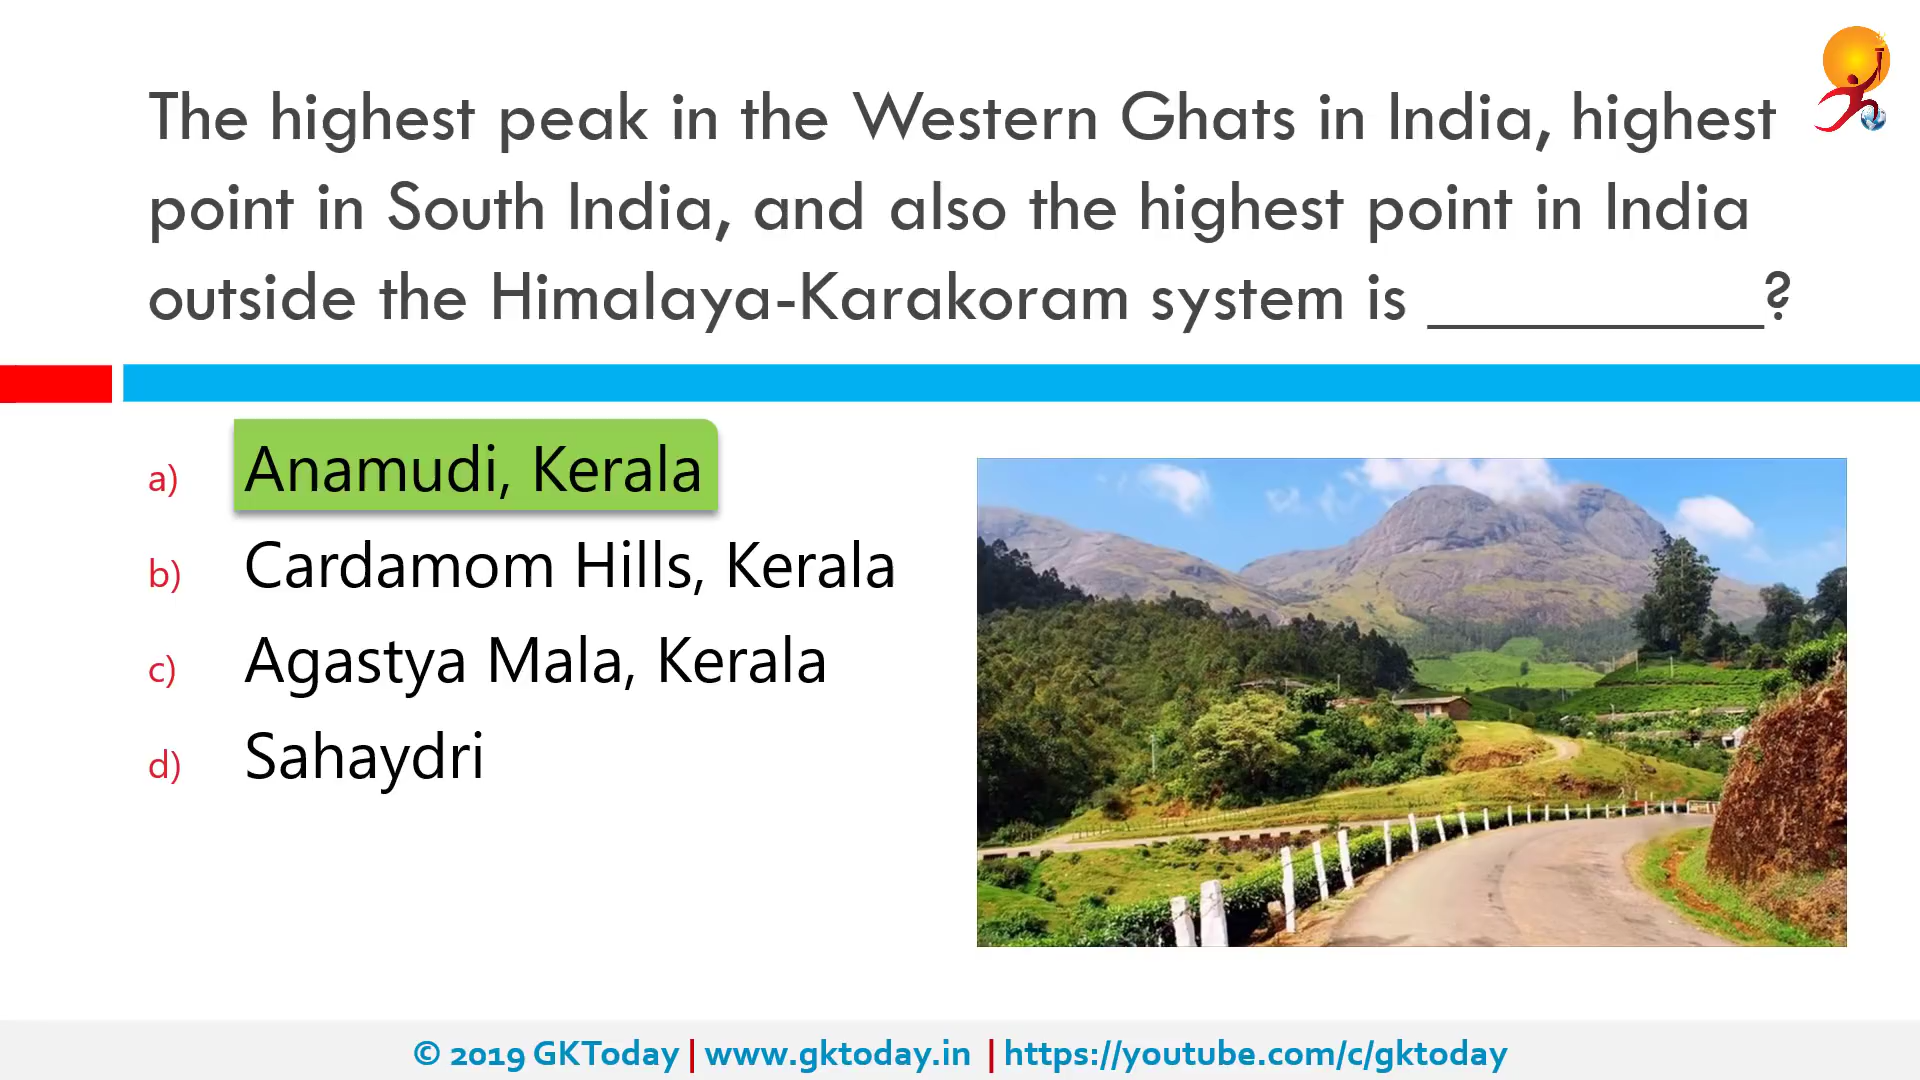 The highest peak in the Western Ghats in India, highest
point in South India, and also the highest point in India
outside the Himalaya-Karakoram system is __________?
a) Anamudi, Kerala
b) Cardamom Hills, Kerala
c) Agastya Mala, Kerala
d) Sahaydri
© 2019 GKToday | www.gktoday.in | https://youtube.com/c/gktoday